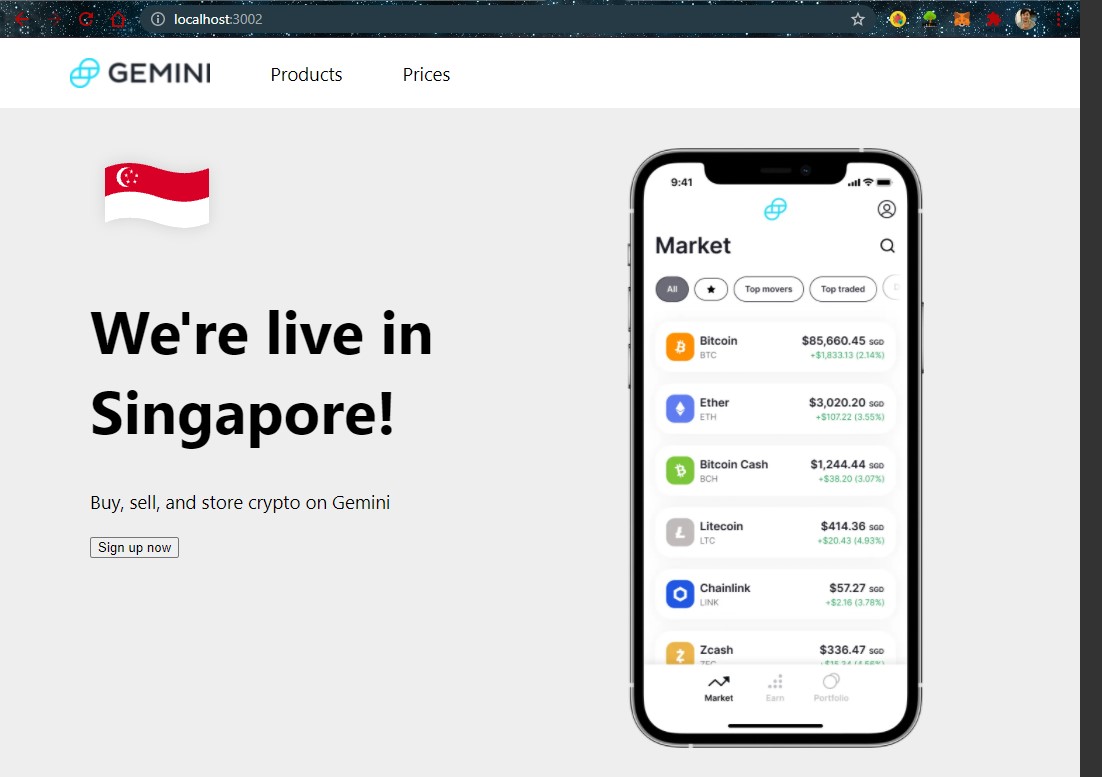 localhost:3002
GEMINI
Products
Prices
We're live in
Singapore!
Buy, sell, and store crypto on Gemini
Sign up now
9:41
Market
All
Top movers
Top traded
Bitcoin
BTC
$85,660.45 SGD
+$1,833.13 (2.14%)
Ether
ETH
$3,020.20 SGD
+$107.22 (3.55%)
Bitcoin Cash
BCH
$1,244.44 SGD
+$38.20 (3.07%)
Litecoin
LTC
$414.36 SGD
+$20.43 (4.93%)
Chainlink
LINK
$57.27 SGD
+$2.16 (3.78%)
Zcash
$336.47 SGD
Market
Earn
Portfolio